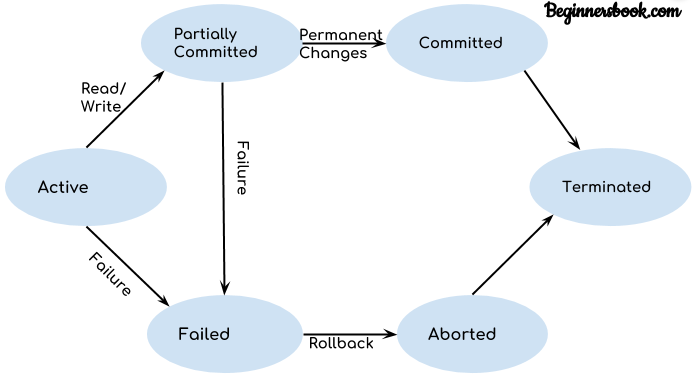 Beginnersbook.com
Partially
Committed
Permanent
Changes
Committed
Read/
Write
Failure
Active
Terminated
Failure
Failed
Rollback
Aborted